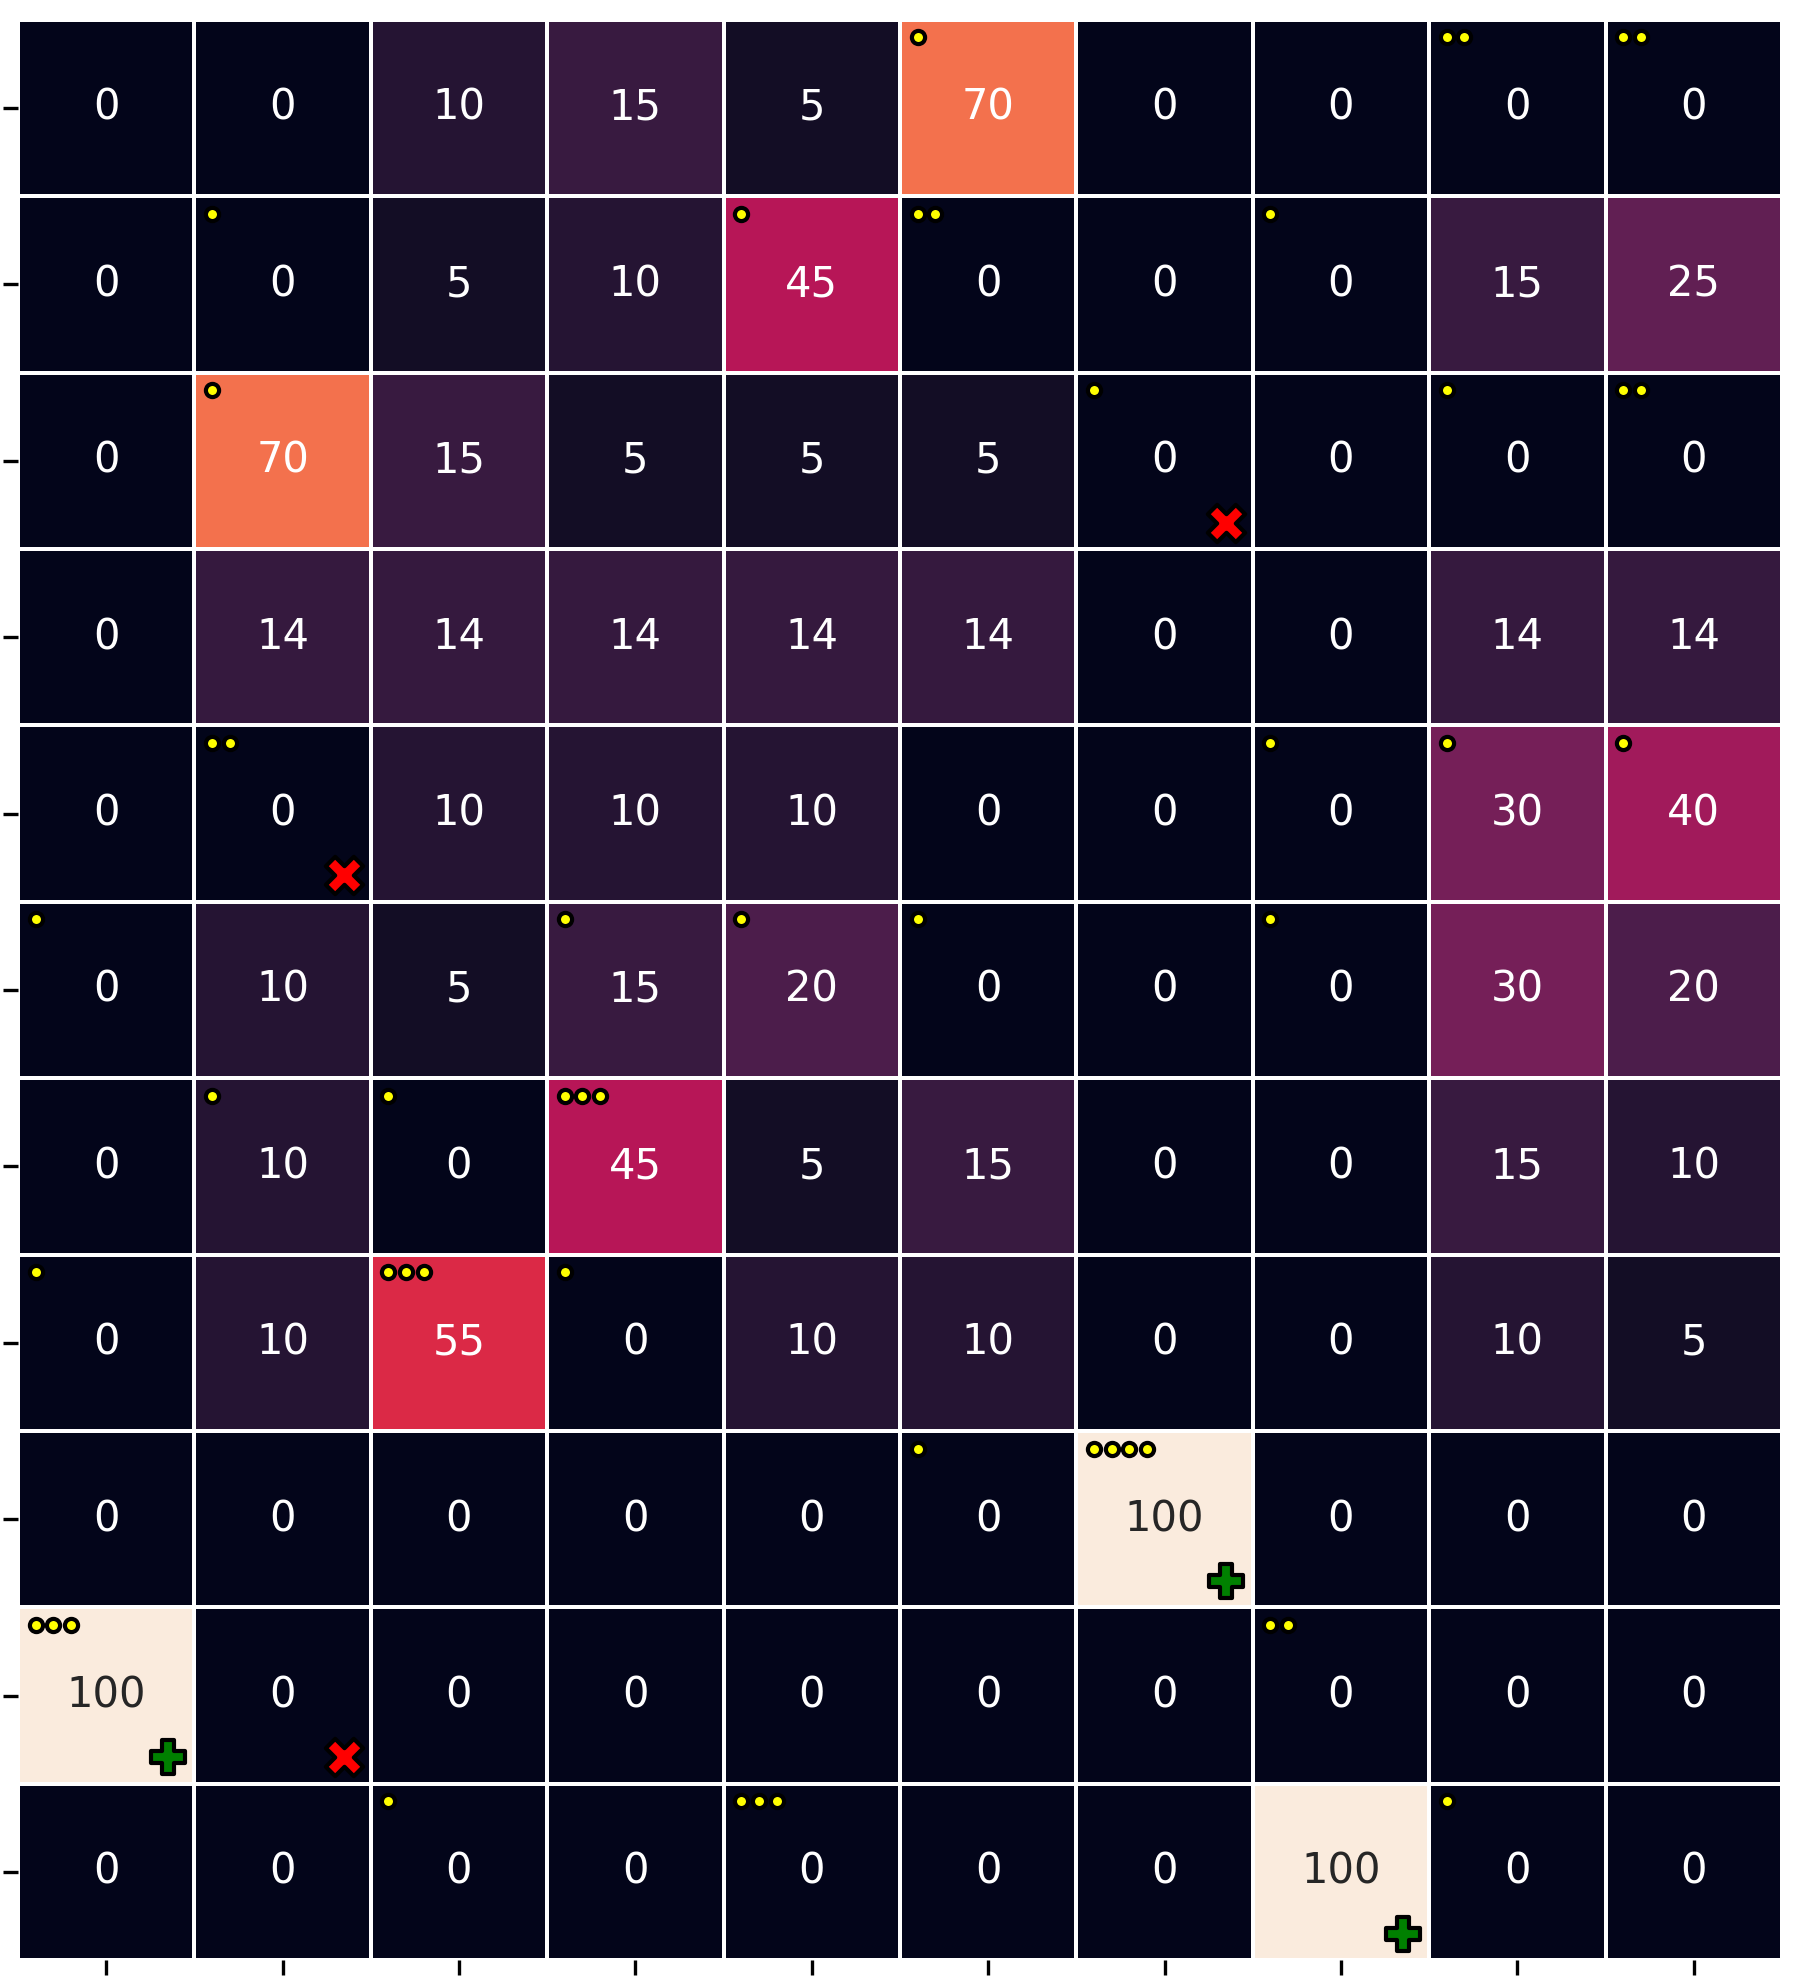 0 0 10 15 5 70 0 0 0 0
0 0 5 10 45 0 0 0 15 25
0 70 15 5 5 5 0 0 0 0
0 14 14 14 14 14 0 0 14 14
0 0 10 10 10 0 0 0 30 40
0 10 5 15 20 0 0 0 30 20
0 10 0 45 5 15 0 0 15 10
0 10 55 0 10 10 0 0 10 5
0 0 0 0 0 0 100 0 0 0
100 0 0 0 0 0 0 0 0 0
0 0 0 0 0 0 0 100 0 0